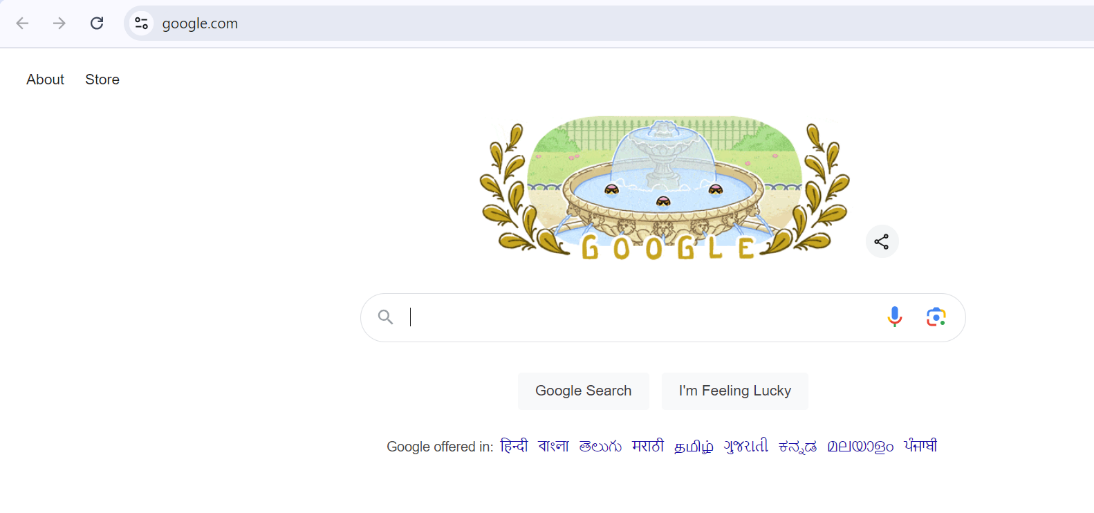 google.com
About Store
GOOGLE
Google Search I'm Feeling Lucky
Google offered in: हिन्दी বাংলা తెలుగు मराठी தமிழ் ગુજરાતી ಕನ್ನಡ മലയാളം ਪੰਜਾਬੀ